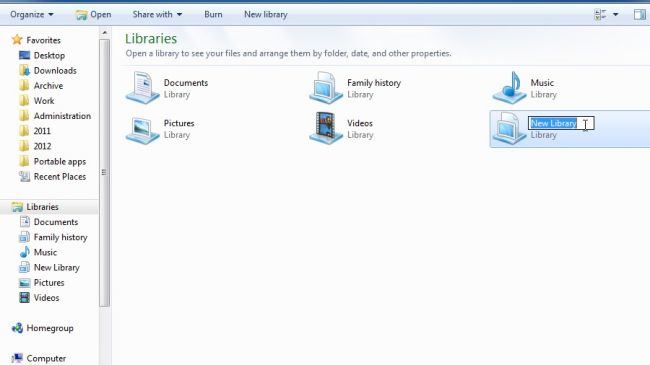 Organize Open Share with Burn New library
Favorites
Desktop
Downloads
Archive
Work
Administration
2011
2012
Portable apps
Recent Places
Libraries
Documents
Family history
Music
New Library
Pictures
Videos
Homegroup
Computer
Libraries
Open a library to see your files and arrange them by folder, date, and other properties.
Documents
Library
Family history
Library
Music
Library
Pictures
Library
Videos
Library
New Library
Library